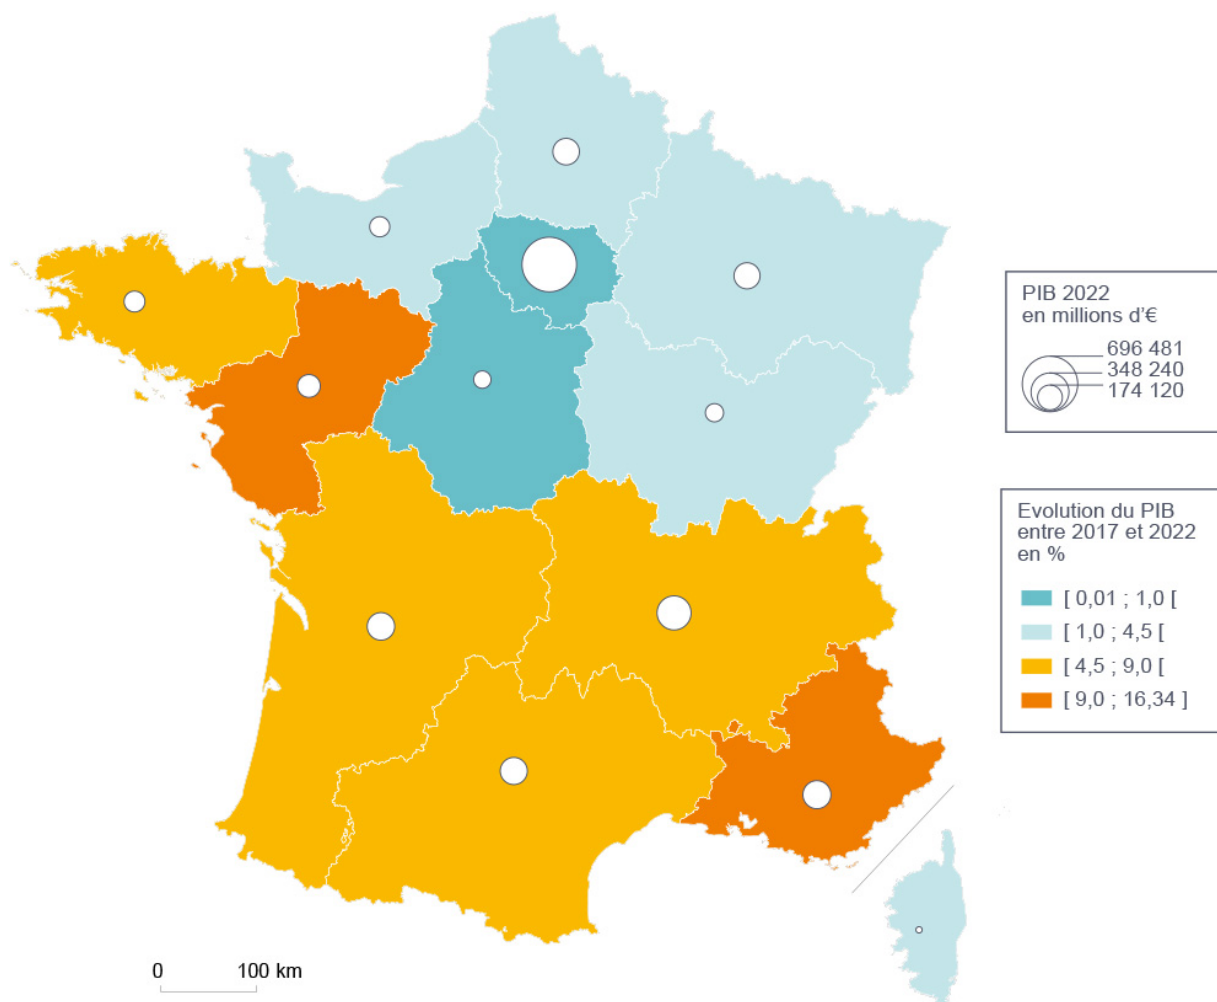 PIB 2022
en millions d'€
696 481
348 240
174 120
Evolution du PIB
entre 2017 et 2022
en %
[ 0,01 ; 1,0 [
[ 1,0 ; 4,5 [
[ 4,5 ; 9,0 [
[ 9,0 ; 16,34 ]
0 100 km